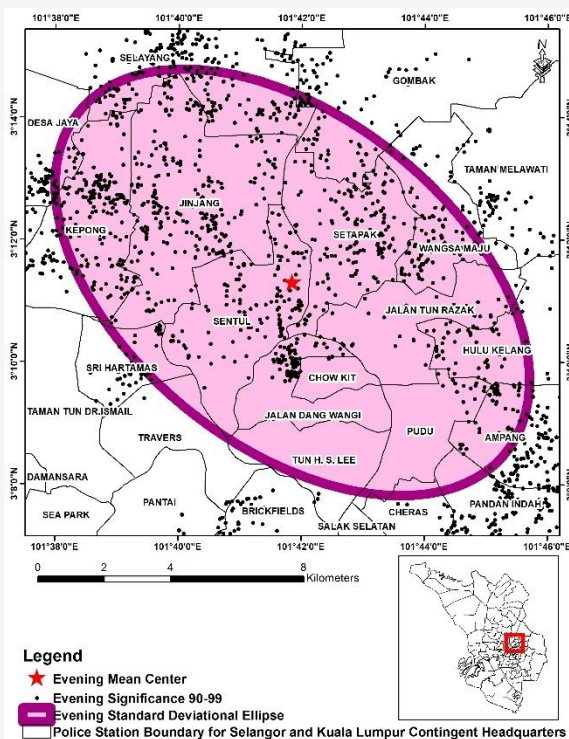 101°38'0"E 101°40'0"E 101°42'0"E 101°44'0"E 101°46'0"E
N
SELAYANG
GOMBAK
3°14'0"N
DESA JAYA
TAMAN MELAWATI
JINJANG
KEPONG
SETAPAK
3°12'0"N
WANGSA MAJU
JALAN TUN RAZAK
SENTUL
HULU KELANG
3°10'0"N
SRI HARTAMAS
CHOW KIT
TAMAN TUN DR.ISMAIL
JALAN DANG WANGI
PUDU
TRAVERS
AMPANG
TUN H. S. LEE
3°8'0"N
DAMANSARA
PANTAI
PANDAN INDAH
SEA PARK
BRICKFIELDS
CHERAS
SALAK SELATAN
101°38'0"E 101°40'0"E 101°42'0"E 101°44'0"E 101°46'0"E
0 2 4 8
Kilometers
Legend
Evening Mean Center
Evening Significance 90-99
Evening Standard Deviational Ellipse
Police Station Boundary for Selangor and Kuala Lumpur Contingent Headquarters